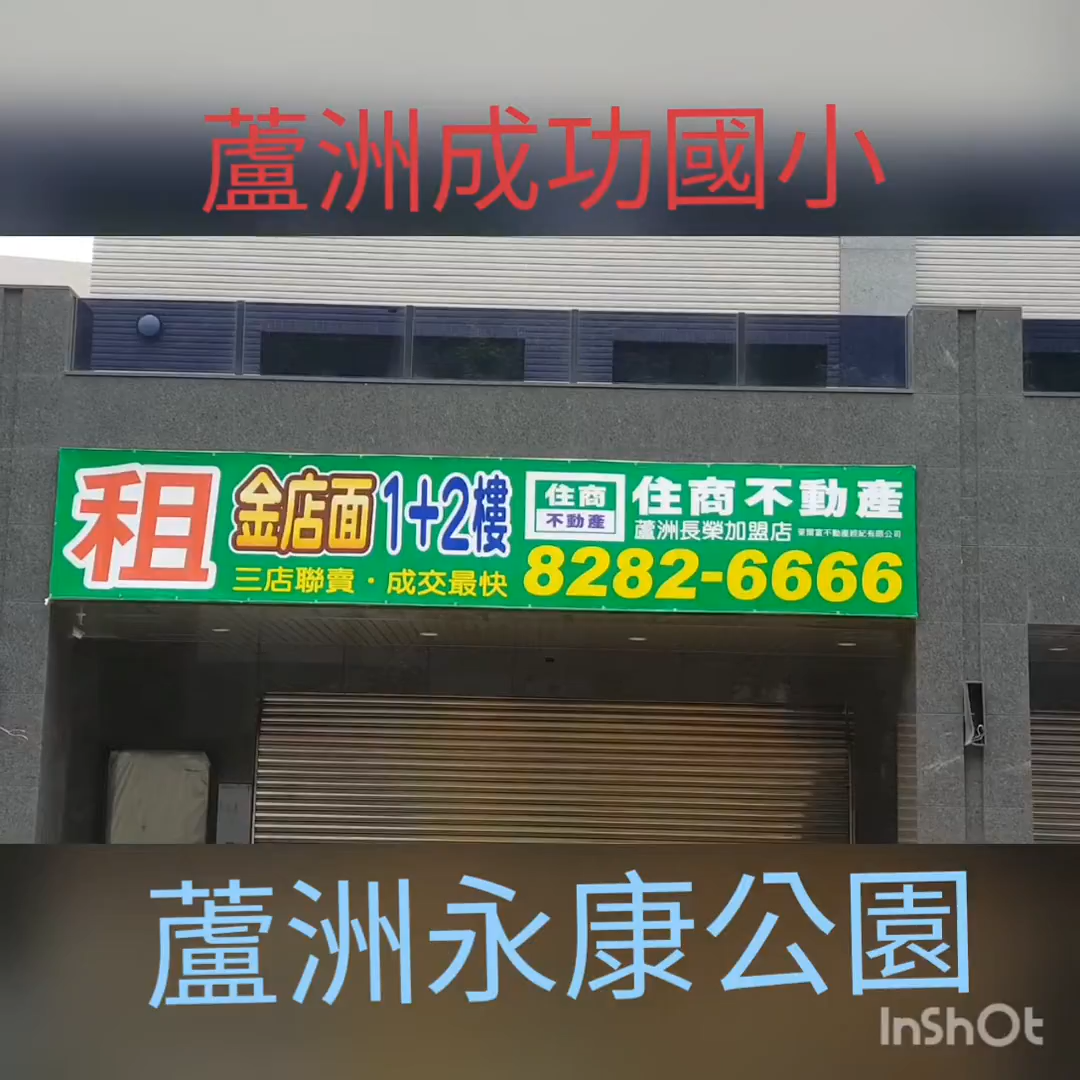 蘆洲成功國小
租
金店面 1+2樓
三店聯賣·成交最快
住商
不動產
住商不動產
蘆洲長榮加盟店
8282-6666
蘆洲永康公園
InShOt